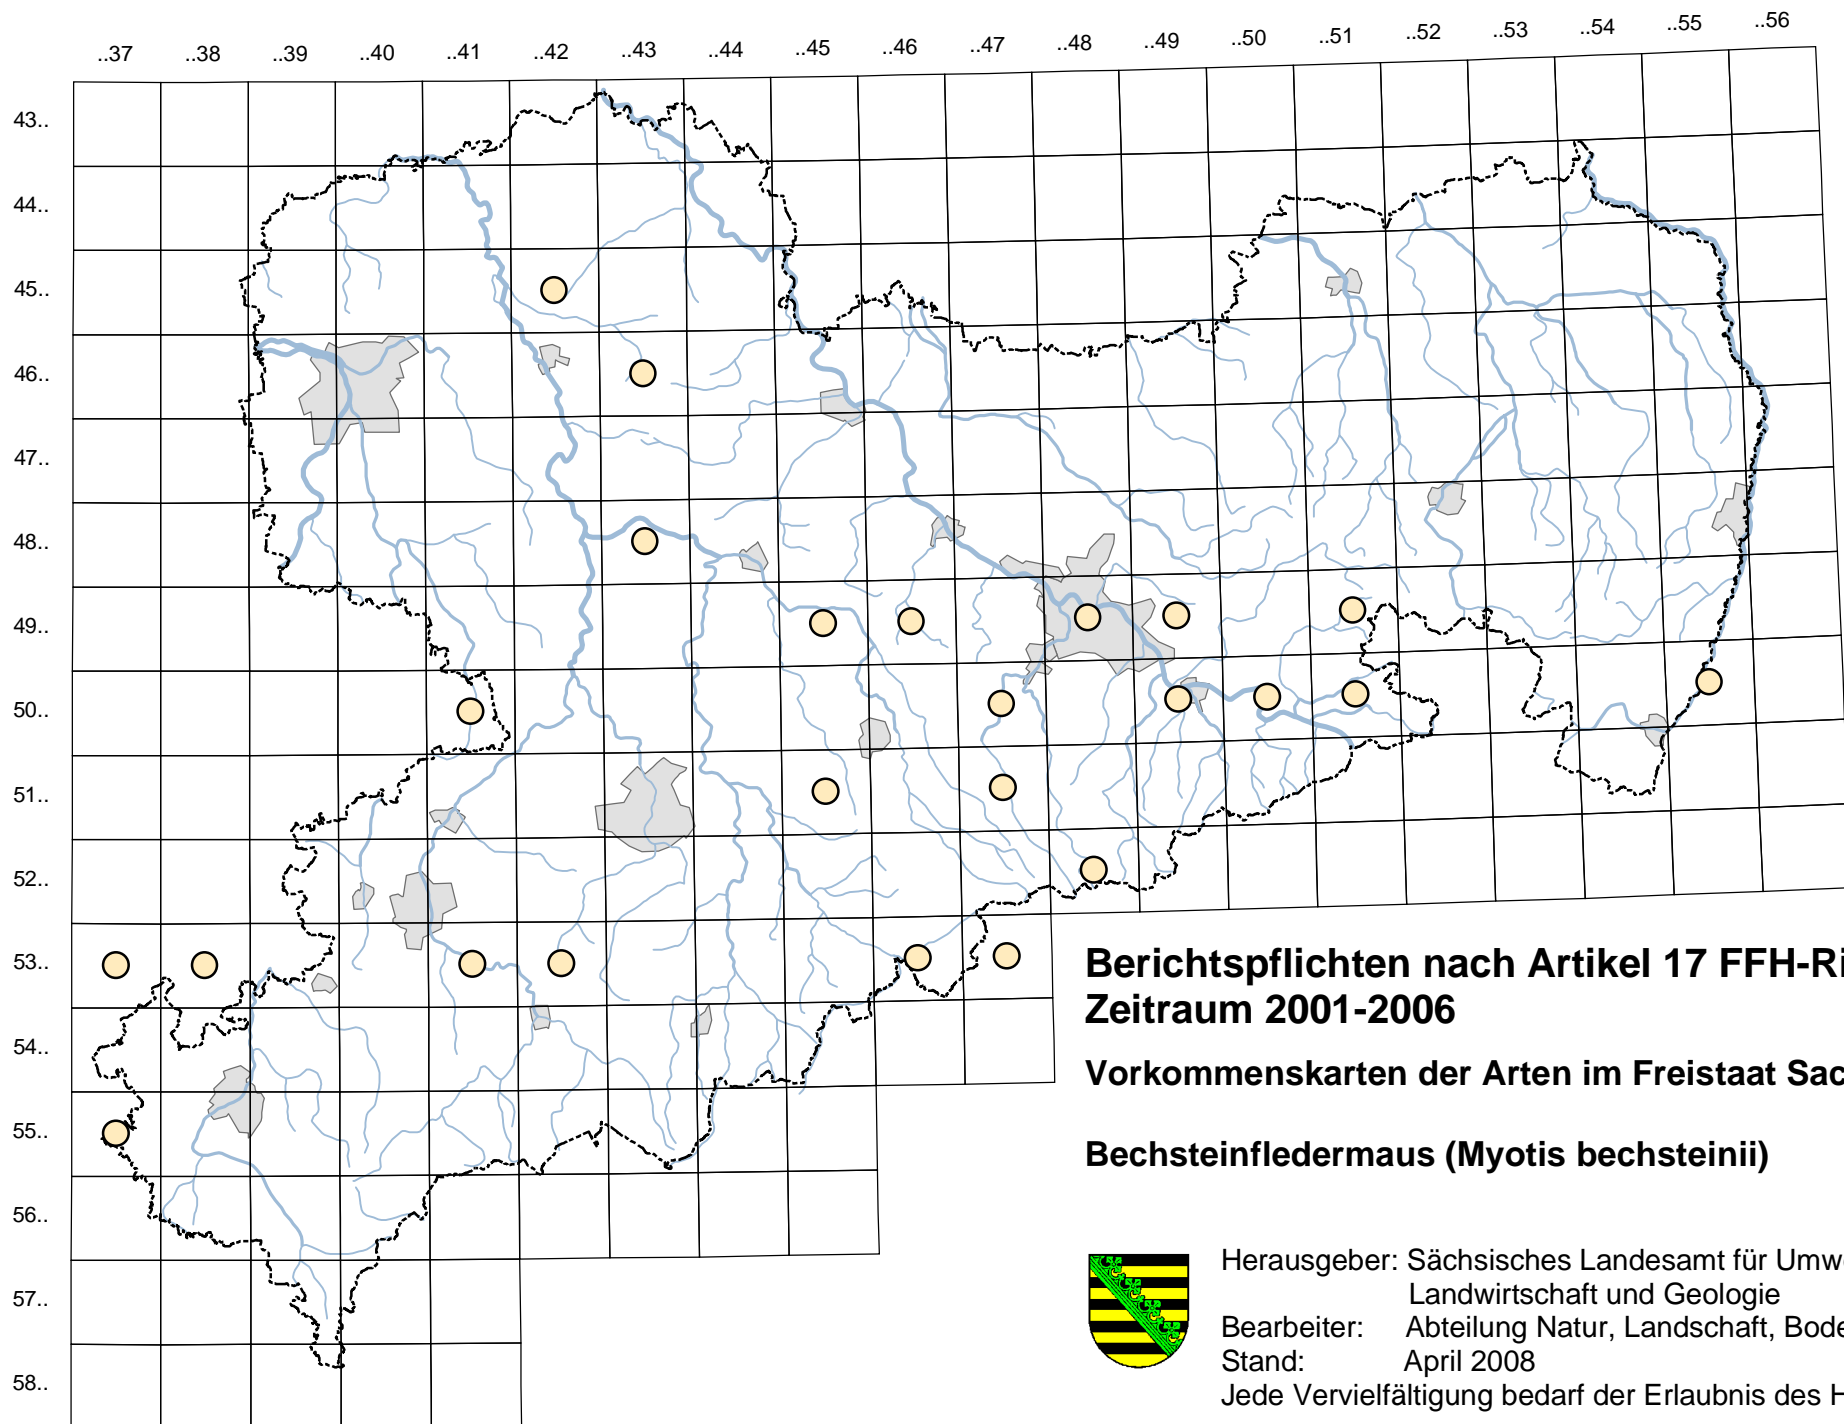 ..37 ..38 ..39 ..40 ..41 ..42 ..43 ..44 ..45 ..46 ..47 ..48 ..49 ..50 ..51 ..52 ..53 ..54 ..55 ..56
43..
44..
45..
46..
47..
48..
49..
50..
51..
52..
53..
54..
55..
56..
57..
58..
Berichtspflichten nach Artikel 17 FFH-Ri
Zeitraum 2001-2006
Vorkommenskarten der Arten im Freistaat Sac
Bechsteinfledermaus (Myotis bechsteinii)
Herausgeber: Sächsisches Landesamt für Umwe
Landwirtschaft und Geologie
Bearbeiter: Abteilung Natur, Landschaft, Bode
Stand: April 2008
Jede Vervielfältigung bedarf der Erlaubnis des H